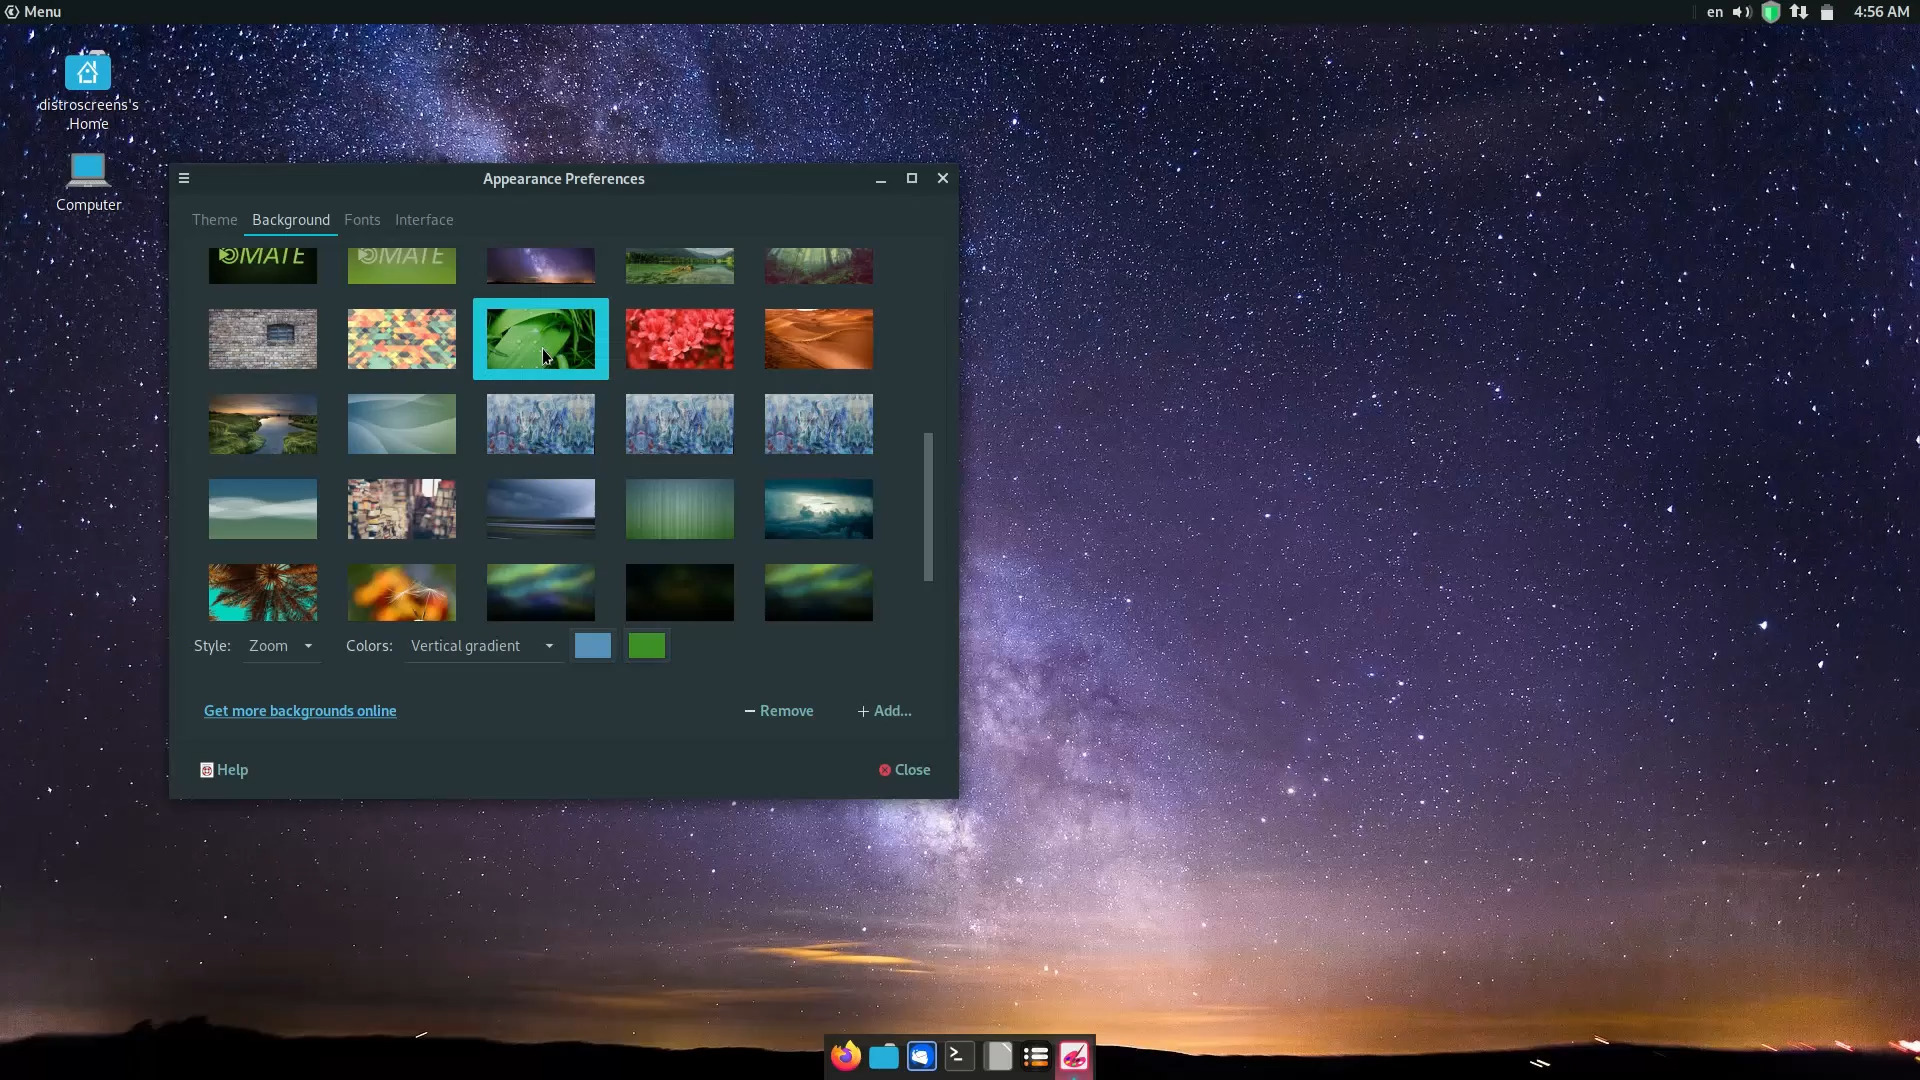 Menu
en
4:56 AM
distroscreens's
Home
Computer
Appearance Preferences
Theme Background Fonts Interface
MATE MATE
Style: Zoom Colors: Vertical gradient
Get more backgrounds online
Remove
Add...
Help
Close